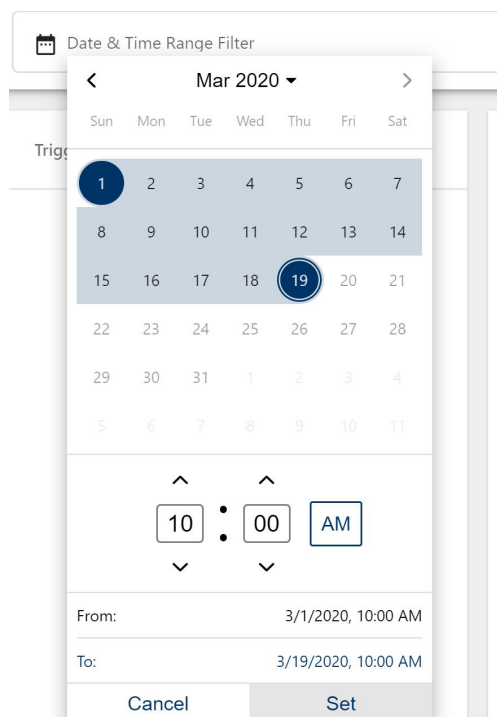 Date & Time Range Filter
Mar 2020
Sun Mon Tue Wed Thu Fri Sat
Trigg
1 2 3 4 5 6 7
8 9 10 11 12 13 14
15 16 17 18 19 20 21
22 23 24 25 26 27 28
29 30 31 1 2 3 4
5 6 7 8 9 10 11
10 : 00 AM
From: 3/1/2020, 10:00 AM
To: 3/19/2020, 10:00 AM
Cancel Set